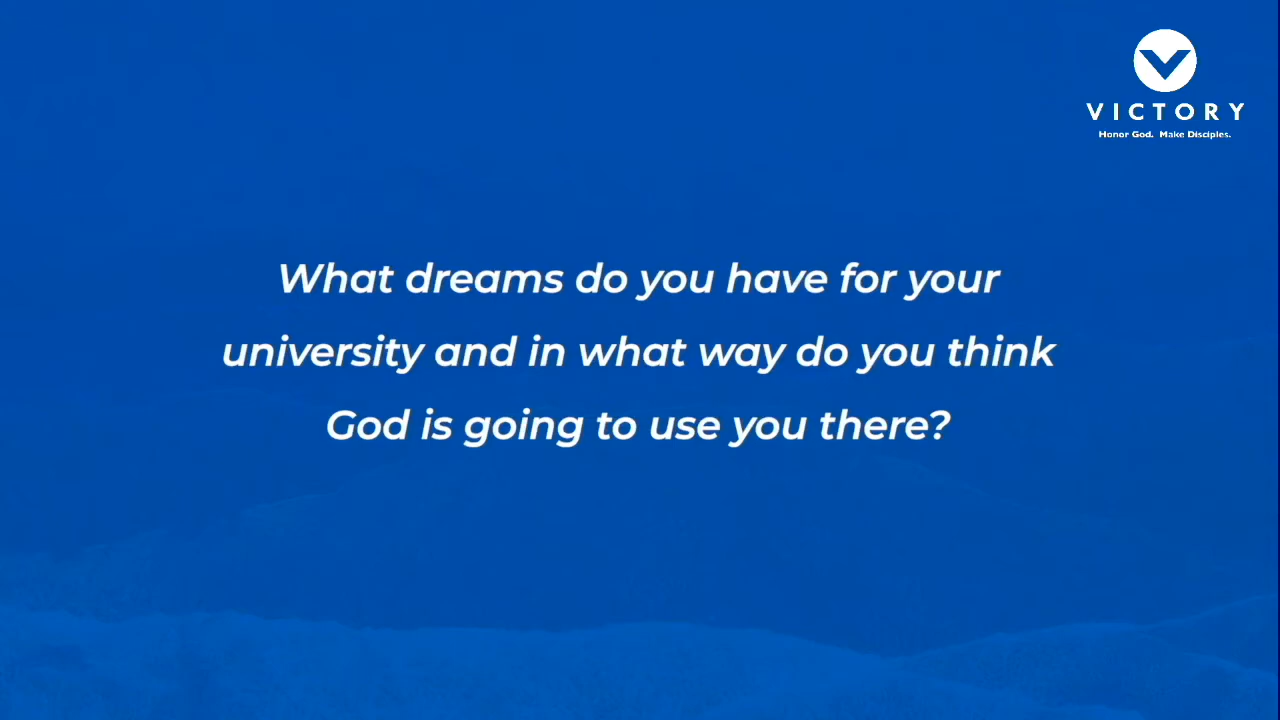 VICTORY
Honor God. Make Disciples.
What dreams do you have for your
university and in what way do you think
God is going to use you there?